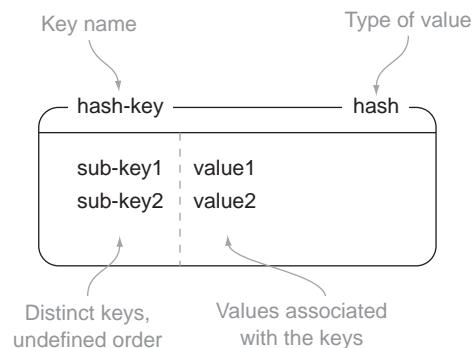 Key name
Type of value
hash-key
hash
sub-key1 value1
sub-key2 value2
Distinct keys,
undefined order
Values associated
with the keys